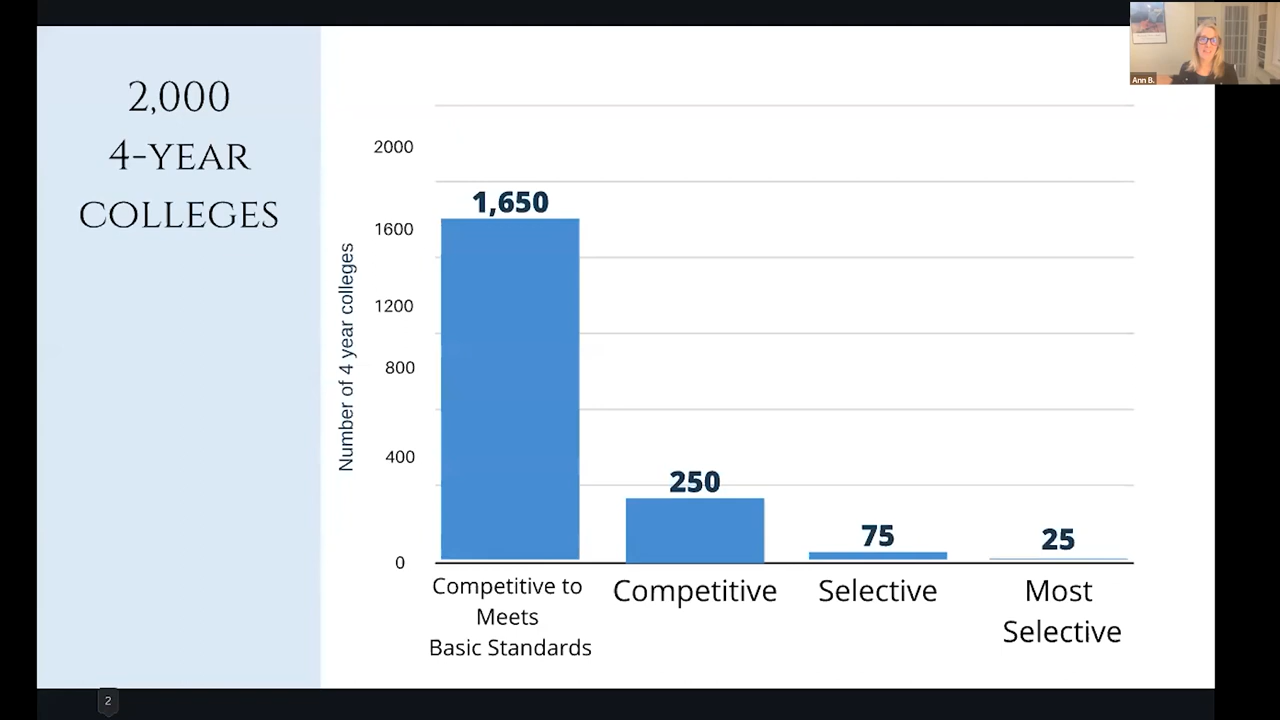 2,000
4-YEAR
COLLEGES
Number of 4 year colleges
2000
1600
1200
800
400
0
1,650
250
75
25
Competitive to
Meets
Basic Standards
Competitive
Selective
Most
Selective
Ann B.
2